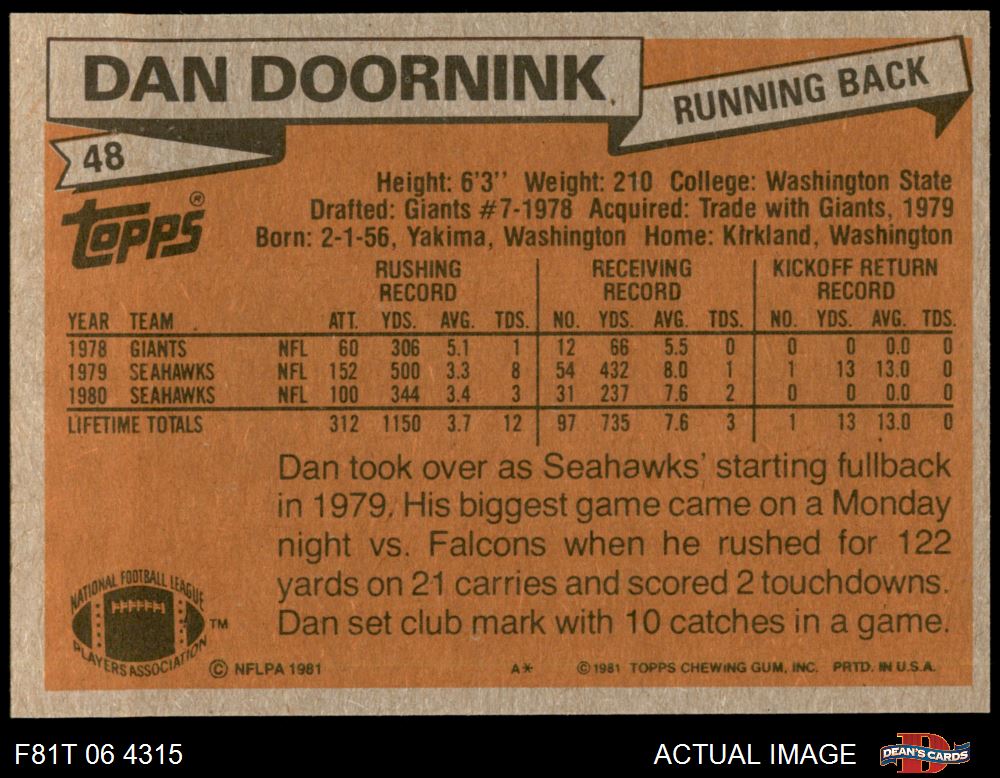 DAN DOORNINK
RUNNING BACK
48
TOPPS®
Height: 6'3'' Weight: 210 College: Washington State
Drafted: Giants #7-1978 Acquired: Trade with Giants, 1979
Born: 2-1-56, Yakima, Washington Home: Kirkland, Washington
RUSHING RECORD RECEIVING RECORD KICKOFF RETURN RECORD
YEAR TEAM ATT. YDS. AVG. TDS. NO. YDS. AVG. TDS. NO. YDS. AVG. TDS.
1978 GIANTS NFL 60 306 5.1 1 12 66 5.5 0 0 0 0.0 0
1979 SEAHAWKS NFL 152 500 3.3 8 54 432 8.0 1 1 13 13.0 0
1980 SEAHAWKS NFL 100 344 3.4 3 31 237 7.6 2 0 0 0.0 0
LIFETIME TOTALS 312 1150 3.7 12 97 735 7.6 3 1 13 13.0 0
Dan took over as Seahawks' starting fullback
in 1979. His biggest game came on a Monday
night vs. Falcons when he rushed for 122
yards on 21 carries and scored 2 touchdowns.
Dan set club mark with 10 catches in a game.
NATIONAL FOOTBALL LEAGUE
PLAYERS ASSOCIATION
TM
© NFLPA 1981 A* ©1981 TOPPS CHEWING GUM, INC. PRTD. IN U.S.A.
F81T 06 4315 ACTUAL IMAGE DEAN'S CARDS